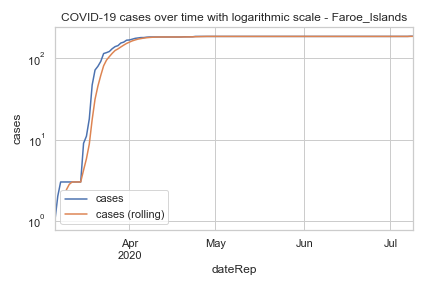 COVID-19 cases over time with logarithmic scale - Faroe_Islands
cases
10²
10¹
10⁰
cases
cases (rolling)
Apr
2020
May
Jun
Jul
dateRep